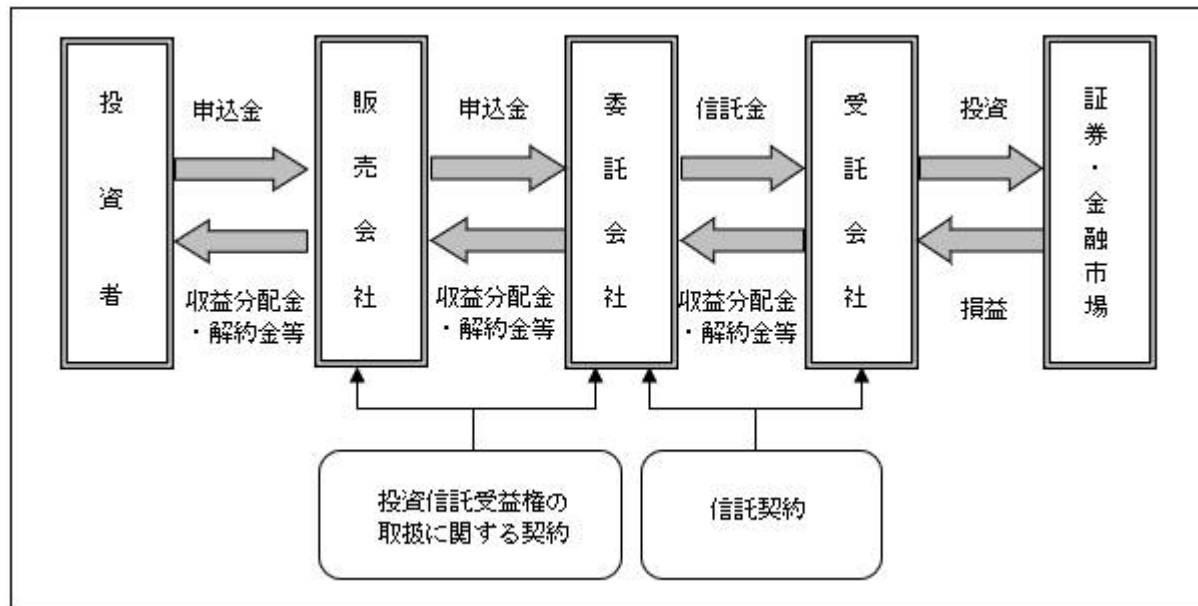 投資者
申込金
収益分配金
・解約金等
販売会社
申込金
収益分配金
・解約金等
委託会社
信託金
収益分配金
・解約金等
受託会社
投資
損益
証券・金融市場
投資信託受益権の
取扱に関する契約
信託契約